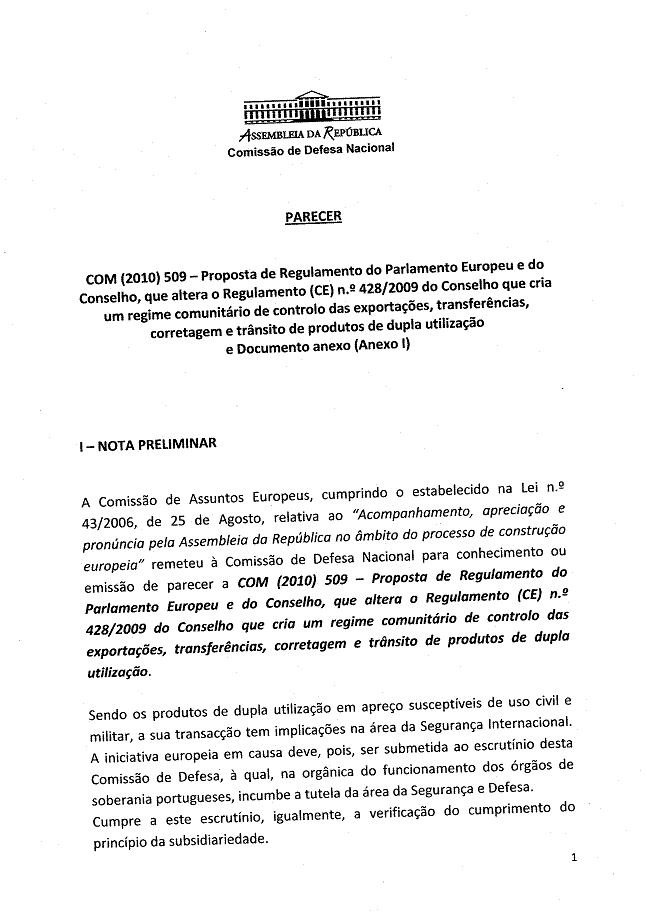 ASSEMBLEIA DA REPÚBLICA
Comissão de Defesa Nacional
PARECER
COM (2010) 509 – Proposta de Regulamento do Parlamento Europeu e do
Conselho, que altera o Regulamento (CE) n.º 428/2009 do Conselho que cria
um regime comunitário de controlo das exportações, transferências,
corretagem e trânsito de produtos de dupla utilização
e Documento anexo (Anexo I)
I – NOTA PRELIMINAR
A Comissão de Assuntos Europeus, cumprindo o estabelecido na Lei n.º
43/2006, de 25 de Agosto, relativa ao “Acompanhamento, apreciação e
pronúncia pela Assembleia da República no âmbito do processo de construção
europeia” remeteu à Comissão de Defesa Nacional para conhecimento ou
emissão de parecer a COM (2010) 509 – Proposta de Regulamento do
Parlamento Europeu e do Conselho, que altera o Regulamento (CE) n.º
428/2009 do Conselho que cria um regime comunitário de controlo das
exportações, transferências, corretagem e trânsito de produtos de dupla
utilização.
Sendo os produtos de dupla utilização em apreço susceptíveis de uso civil e
militar, a sua transacção tem implicações na área da Segurança Internacional.
A iniciativa europeia em causa deve, pois, ser submetida ao escrutínio desta
Comissão de Defesa, à qual, na orgânica do funcionamento dos órgãos de
soberania portugueses, incumbe a tutela da área da Segurança e Defesa.
Cumpre a este escrutínio, igualmente, a verificação do cumprimento do
princípio da subsidiariedade.
1